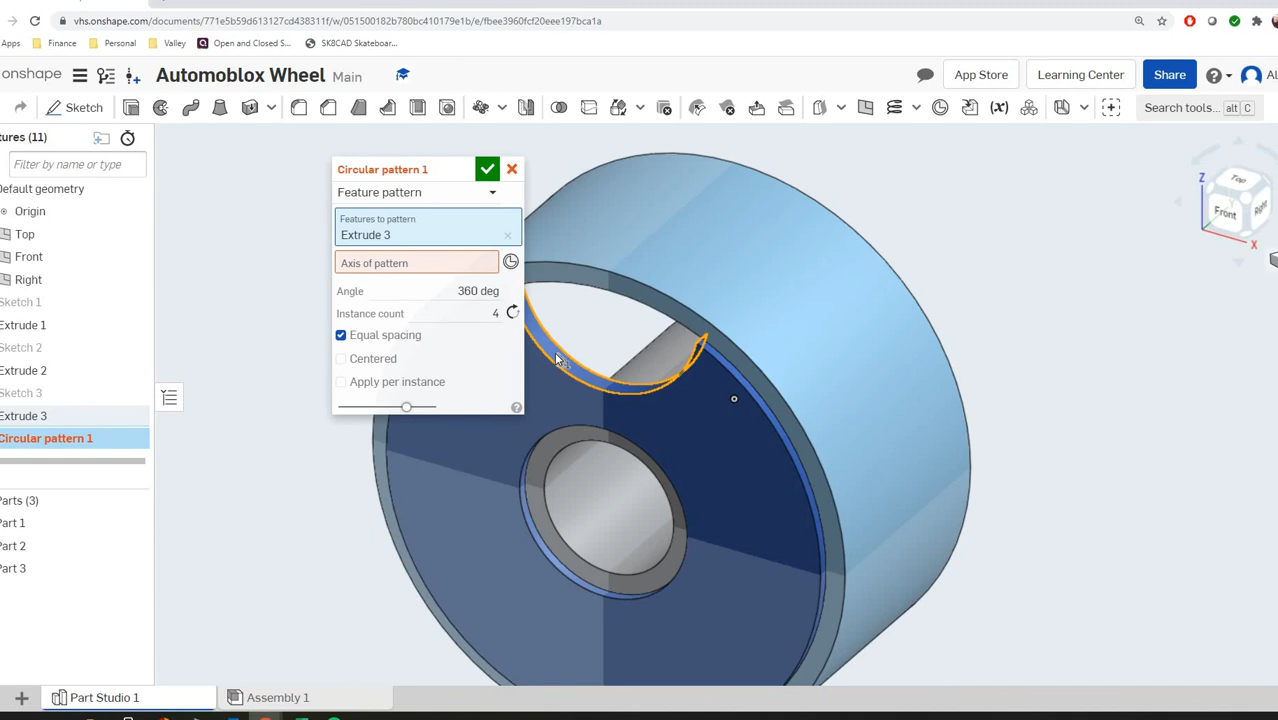 vhs.onshape.com/documents/771e5b59d613127cd438311f/w/051500182b780bc410179e1b/e/fbee3960fcf20eee197bca1a
Apps Finance Personal Valley Open and Closed S... SK8CAD Skateboar...
onshape Automoblox Wheel Main App Store Learning Center Share
Sketch Search tools... alt C
tures (11)
Filter by name or type
Default geometry
Origin
Top
Front
Right
Sketch 1
Extrude 1
Sketch 2
Extrude 2
Sketch 3
Extrude 3
Circular pattern 1
Parts (3)
Part 1
Part 2
Part 3
Circular pattern 1
Feature pattern
Features to pattern
Extrude 3
Axis of pattern
Angle 360 deg
Instance count 4
Equal spacing
Centered
Apply per instance
Z
Top
Front Right
X
Part Studio 1 Assembly 1